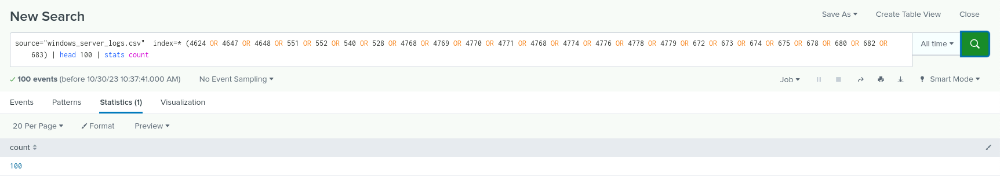 New Search
Save As
Create Table View
Close
source="windows_server_logs.csv"  index=* (4624 OR 4647 OR 4648 OR 551 OR 552 OR 540 OR 528 OR 4768 OR 4769 OR 4770 OR 4771 OR 4768 OR 4774 OR 4776 OR 4778 OR 4779 OR 672 OR 673 OR 674 OR 675 OR 678 OR 680 OR 682 OR
683) | head 100 | stats count
All time
100 events (before 10/30/23 10:37:41.000 AM)
No Event Sampling
Job
Smart Mode
Events
Patterns
Statistics (1)
Visualization
20 Per Page
Format
Preview
count
100